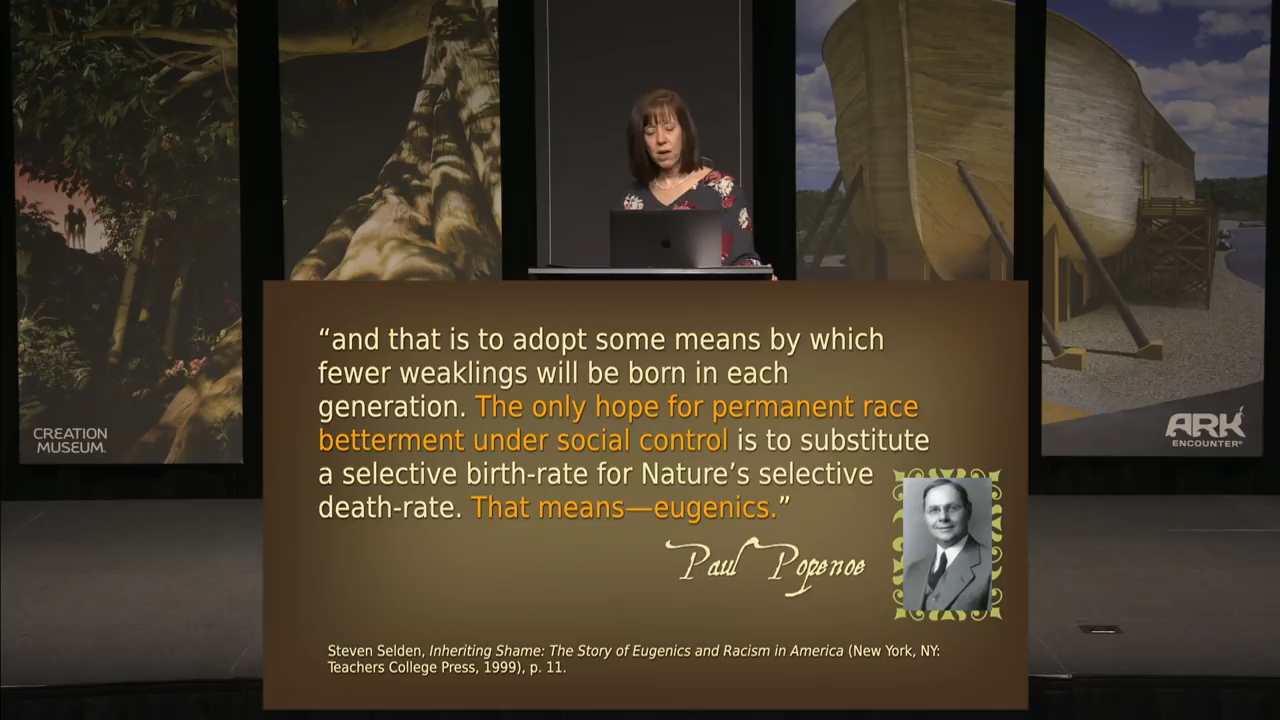 CREATION
MUSEUM
ARK
ENCOUNTER
“and that is to adopt some means by which
fewer weaklings will be born in each
generation. The only hope for permanent race
betterment under social control is to substitute
a selective birth-rate for Nature’s selective
death-rate. That means—eugenics.”
Paul Popenoe
Steven Selden, Inheriting Shame: The Story of Eugenics and Racism in America (New York, NY:
Teachers College Press, 1999), p. 11.